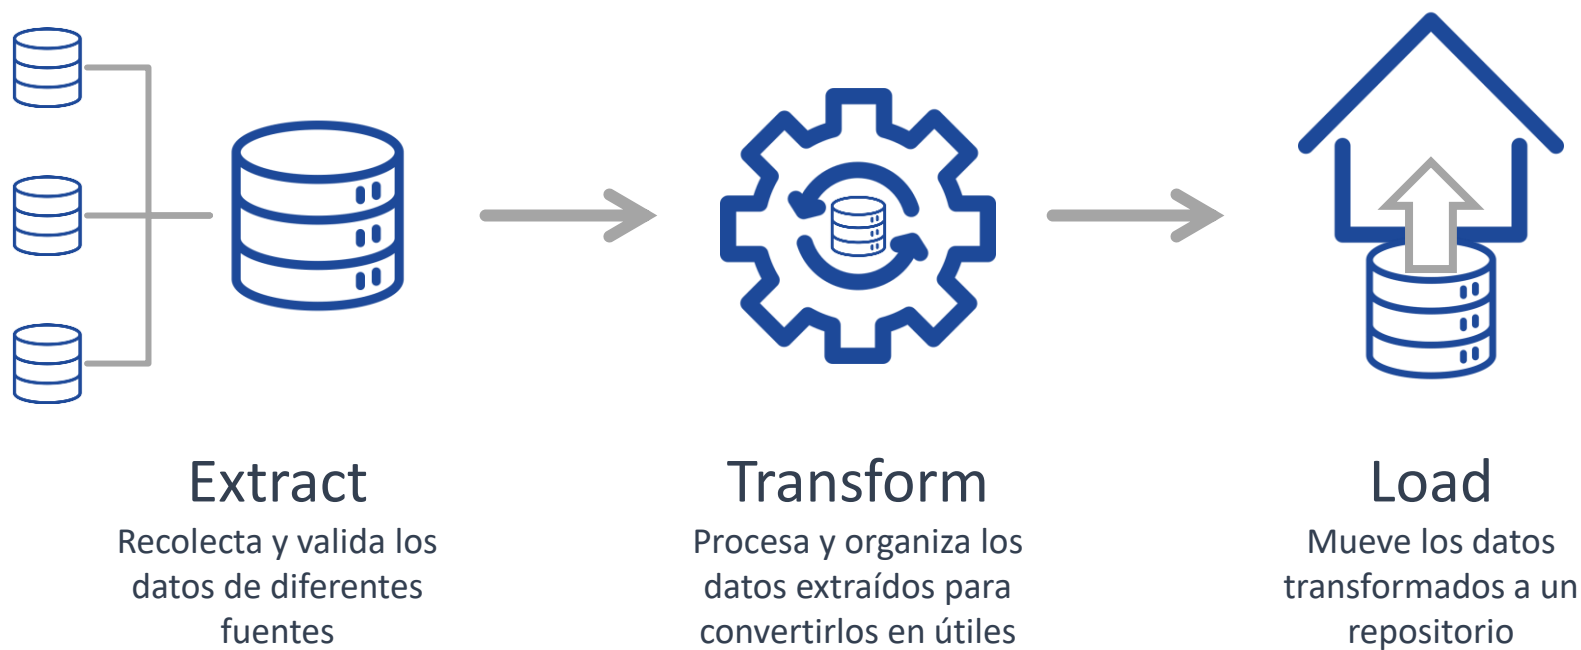 Extract
Recolecta y valida los
datos de diferentes
fuentes
Transform
Procesa y organiza los
datos extraídos para
convertirlos en útiles
Load
Mueve los datos
transformados a un
repositorio